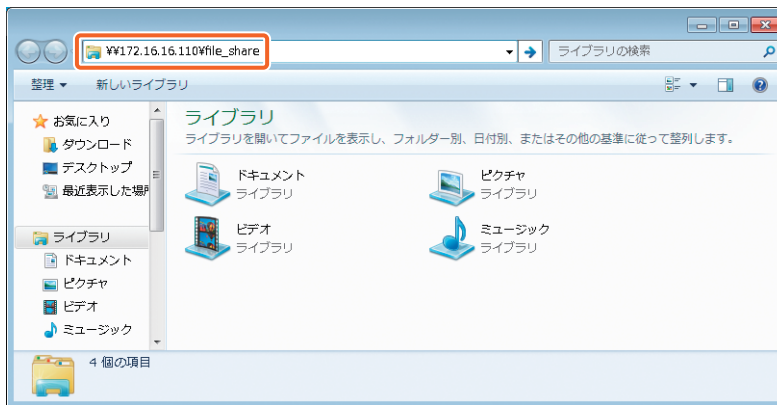 ¥¥172.16.16.110¥file_share
ライブラリの検索
整理
新しいライブラリ
お気に入り
ダウンロード
デスクトップ
最近表示した場所
ライブラリ
ドキュメント
ピクチャ
ビデオ
ミュージック
ライブラリ
ライブラリを開いてファイルを表示し、フォルダー別、日付別、またはその他の基準に従って整列します。
ドキュメント
ライブラリ
ピクチャ
ライブラリ
ビデオ
ライブラリ
ミュージック
ライブラリ
4 個の項目